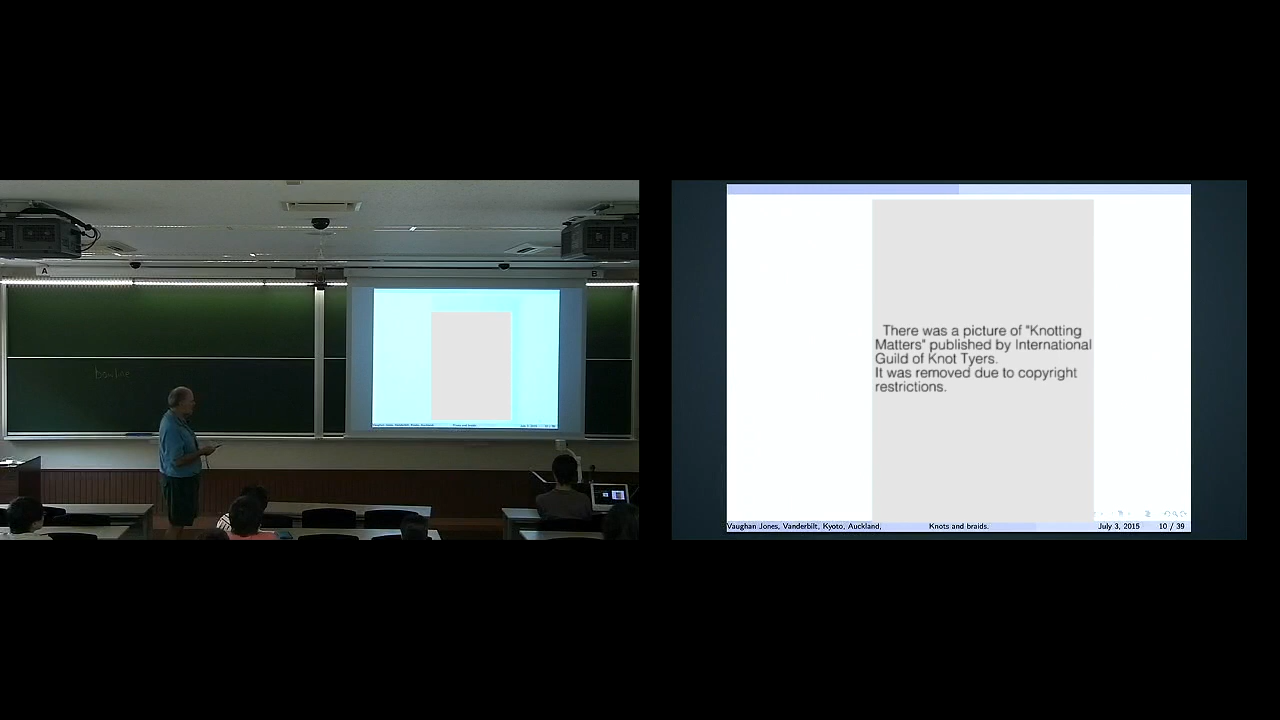 A
B
bowline
There was a picture of "Knotting
Matters" published by International
Guild of Knot Tyers.
It was removed due to copyright
restrictions.
Vaughan Jones, Vanderbilt, Kyoto, Auckland, Knots and braids. July 3, 2015 10 / 39